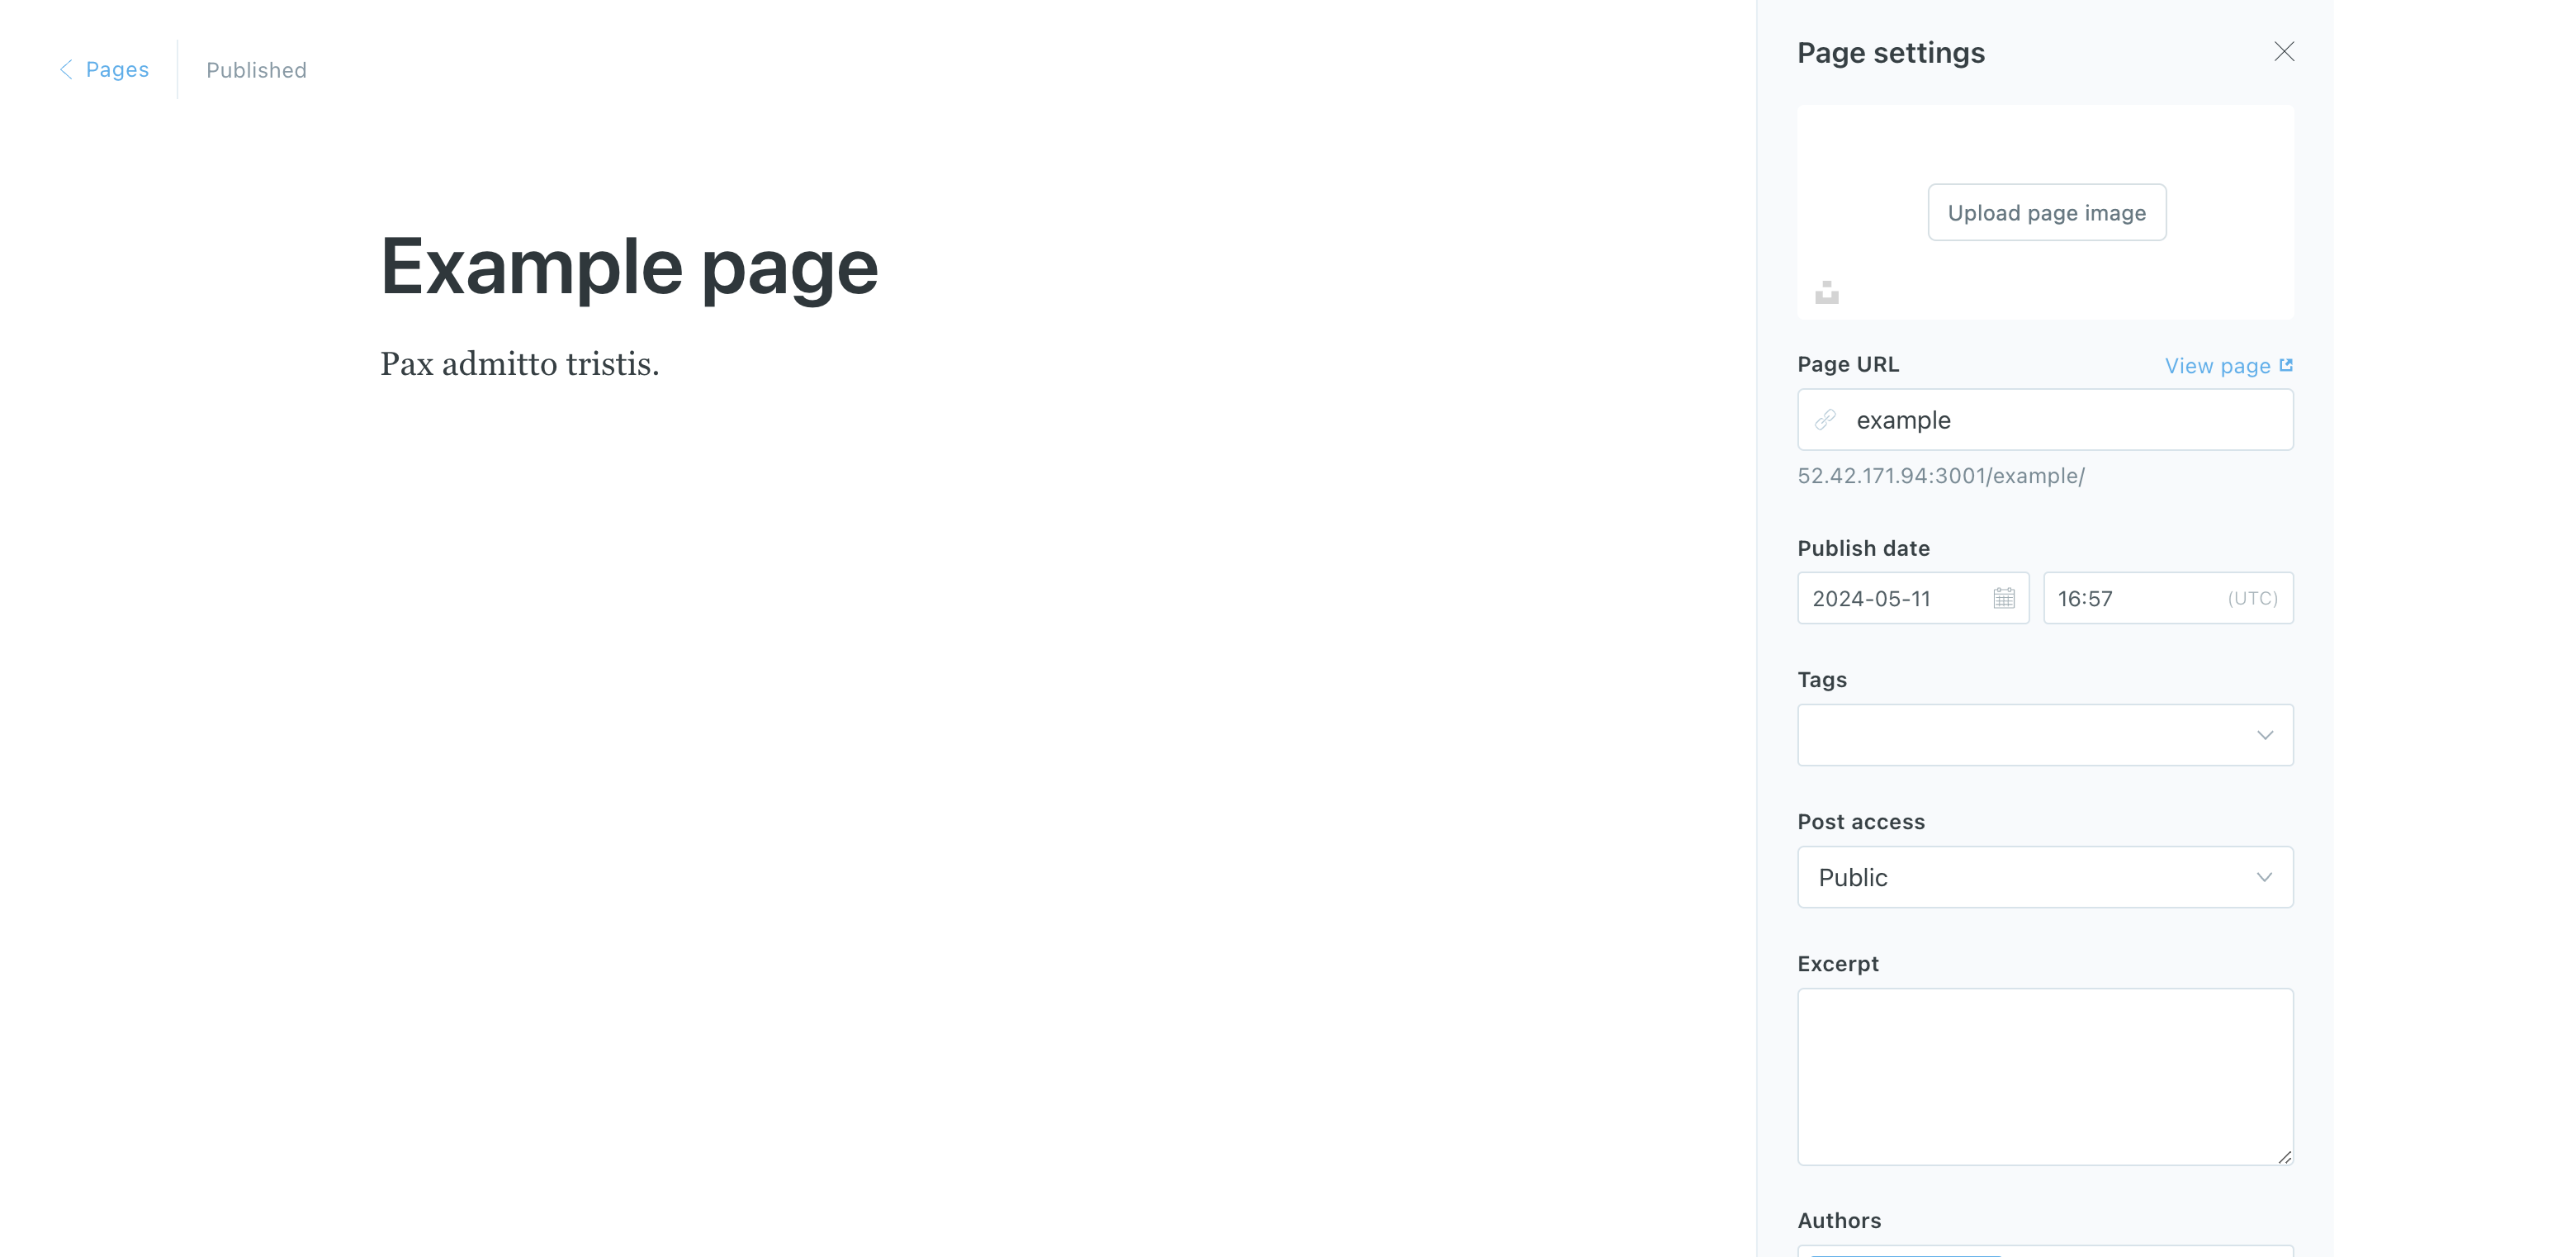 Pages
Published
Example page
Pax admitto tristis.
Page settings
Upload page image
Page URL
View page
example
52.42.171.94:3001/example/
Publish date
2024-05-11
16:57
(UTC)
Tags
Post access
Public
Excerpt
Authors